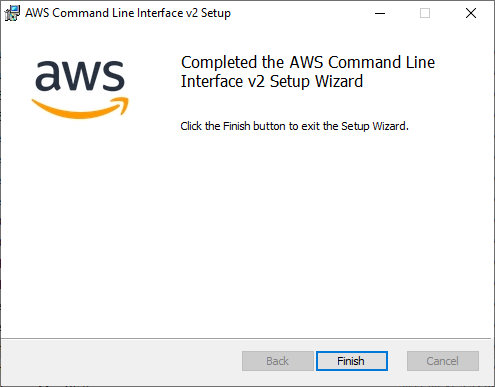 AWS Command Line Interface v2 Setup
aws
Completed the AWS Command Line
Interface v2 Setup Wizard
Click the Finish button to exit the Setup Wizard.
Back
Finish
Cancel